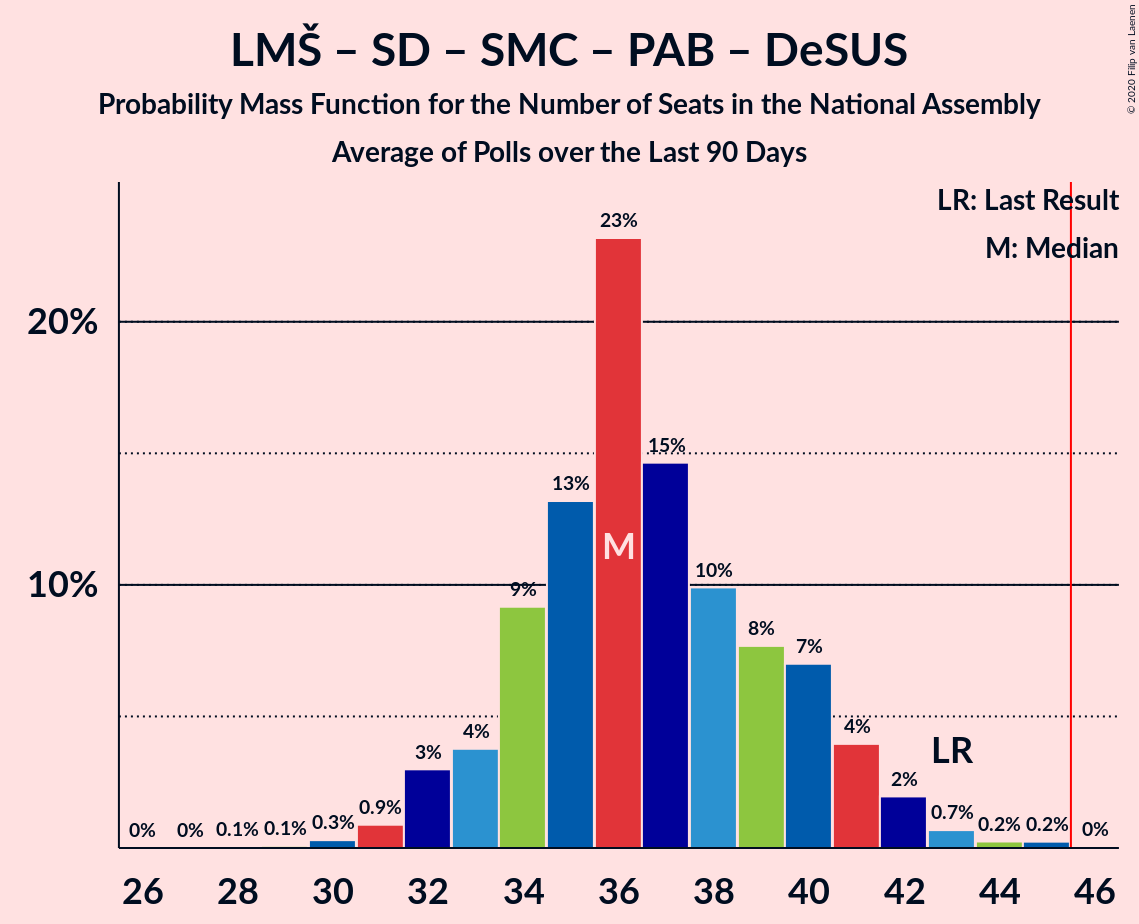 LMŠ – SD – SMC – PAB – DeSUS
Probability Mass Function for the Number of Seats in the National Assembly
Average of Polls over the Last 90 Days
© 2020 Filip van Laenen
LR: Last Result
M: Median
20%
10%
0% 0% 0.1% 0.1% 0.3% 0.9% 3% 4% 9% 13% 23% 15% 10% 8% 7% 4% 2% 0.7% 0.2% 0.2% 0%
M
LR
26 28 30 32 34 36 38 40 42 44 46